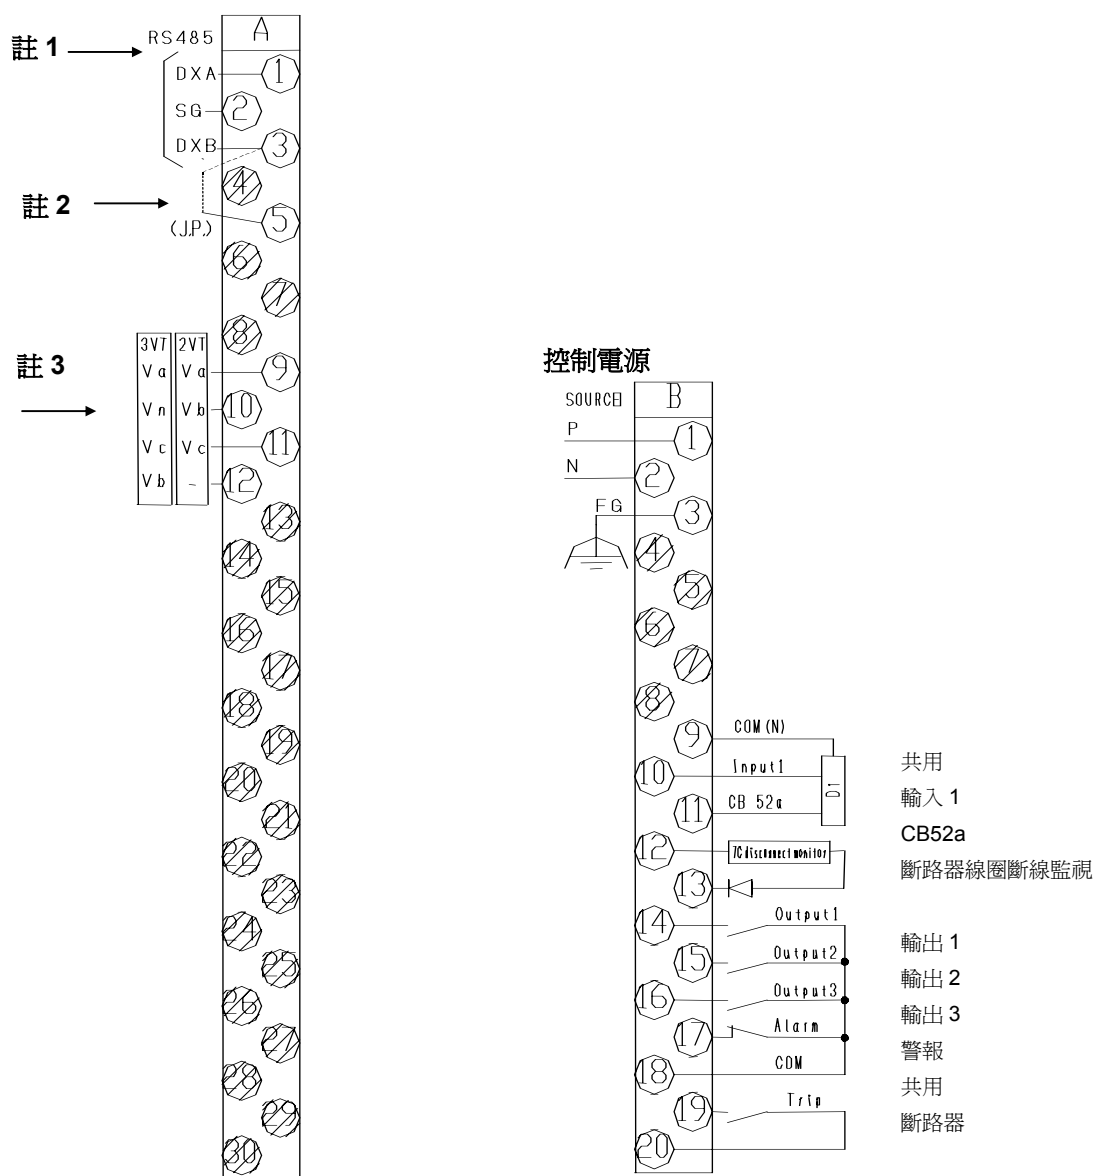 註 1
RS485
A
DXA
1
SG
2
DXB
3
4
註 2
(J.P.)
5
6
7
8
註 3
3VT 2VT
Va Va
9
Vn Vb
10
Vc Vc
11
Vb -
12
13
14
15
16
17
18
19
20
21
22
23
24
25
26
27
28
29
30
控制電源
SOURCE
B
P
1
N
2
FG
3
4
5
6
7
8
9
COM (N)
10
Input1
D1
11
CB 52a
12
TC disconnect monitor
13
14
Output1
15
Output2
16
Output3
17
Alarm
18
COM
19
Trip
20
共用
輸入 1
CB52a
斷路器線圈斷線監視
輸出 1
輸出 2
輸出 3
警報
共用
斷路器